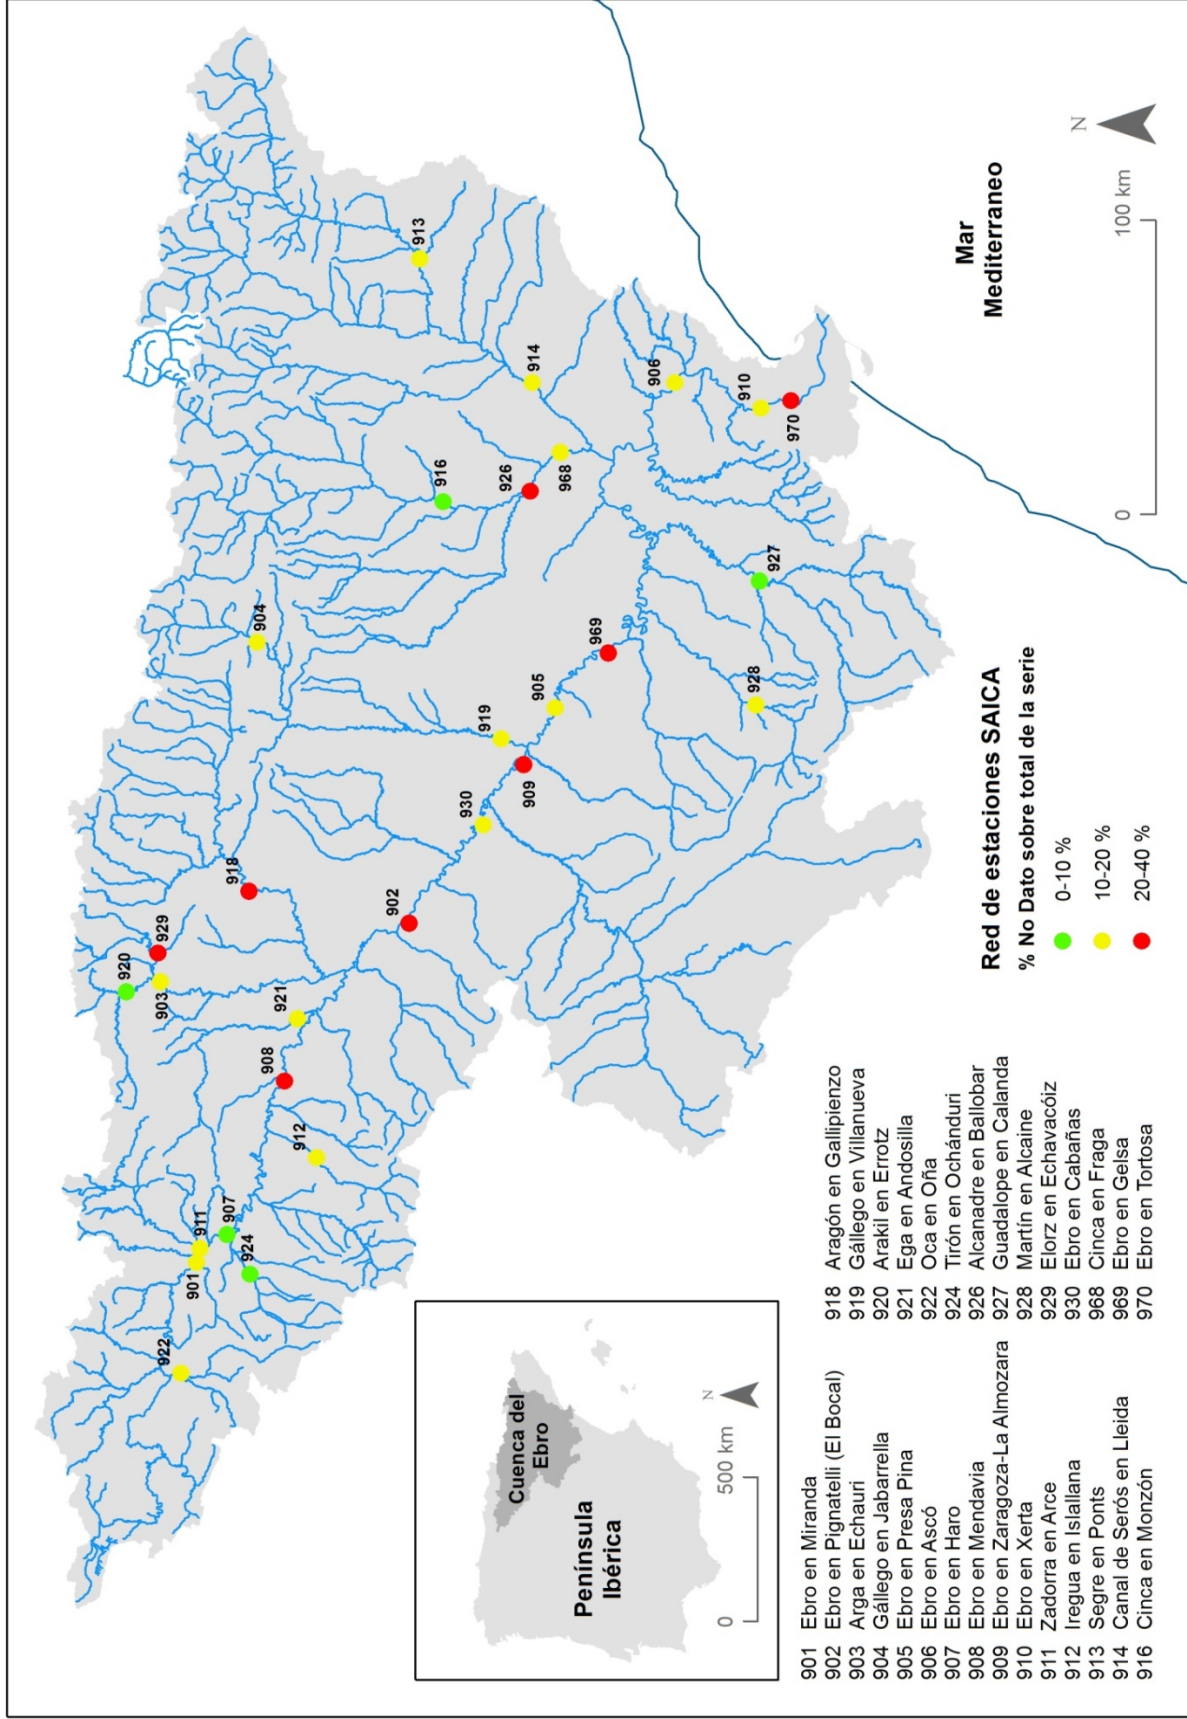 922
901
911
924
907
912
908
921
920
903
929
918
902
930
909
919
905
969
904
916
926
968
914
913
906
910
970
927
928
Mar
Mediterraneo
N
0
100 km
Cuenca del
Ebro
Península
Ibérica
N
0
500 km
Red de estaciones SAICA
% No Dato sobre total de la serie
0-10 %
10-20 %
20-40 %
901 Ebro en Miranda
902 Ebro en Pignatelli (El Bocal)
903 Arga en Echauri
904 Gállego en Jabarrella
905 Ebro en Presa Pina
906 Ebro en Ascó
907 Ebro en Haro
908 Ebro en Mendavia
909 Ebro en Zaragoza-La Almozara
910 Ebro en Xerta
911 Zadorra en Arce
912 Iregua en Islallana
913 Segre en Ponts
914 Canal de Serós en Lleida
916 Cinca en Monzón
918 Aragón en Gallipienzo
919 Gállego en Villanueva
920 Arakil en Errotz
921 Ega en Andosilla
922 Oca en Oña
924 Tirón en Ochánduri
926 Alcanadre en Ballobar
927 Guadalope en Calanda
928 Martín en Alcaine
929 Elorz en Echavacóiz
930 Ebro en Cabañas
968 Cinca en Fraga
969 Ebro en Gelsa
970 Ebro en Tortosa